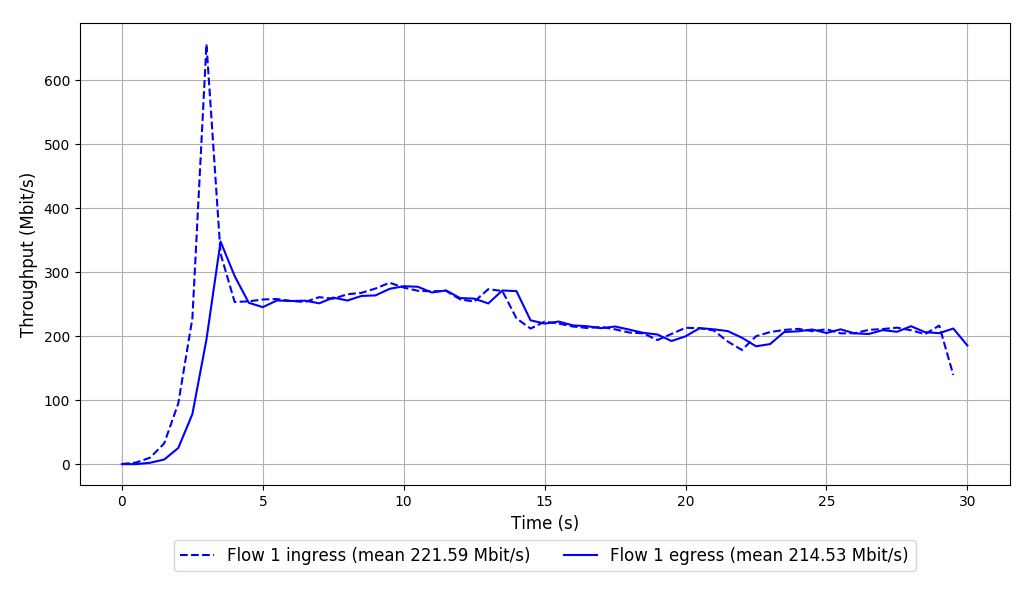 600
500
400
300
200
100
0
Throughput (Mbit/s)
0 5 10 15 20 25 30
Time (s)
Flow 1 ingress (mean 221.59 Mbit/s) Flow 1 egress (mean 214.53 Mbit/s)